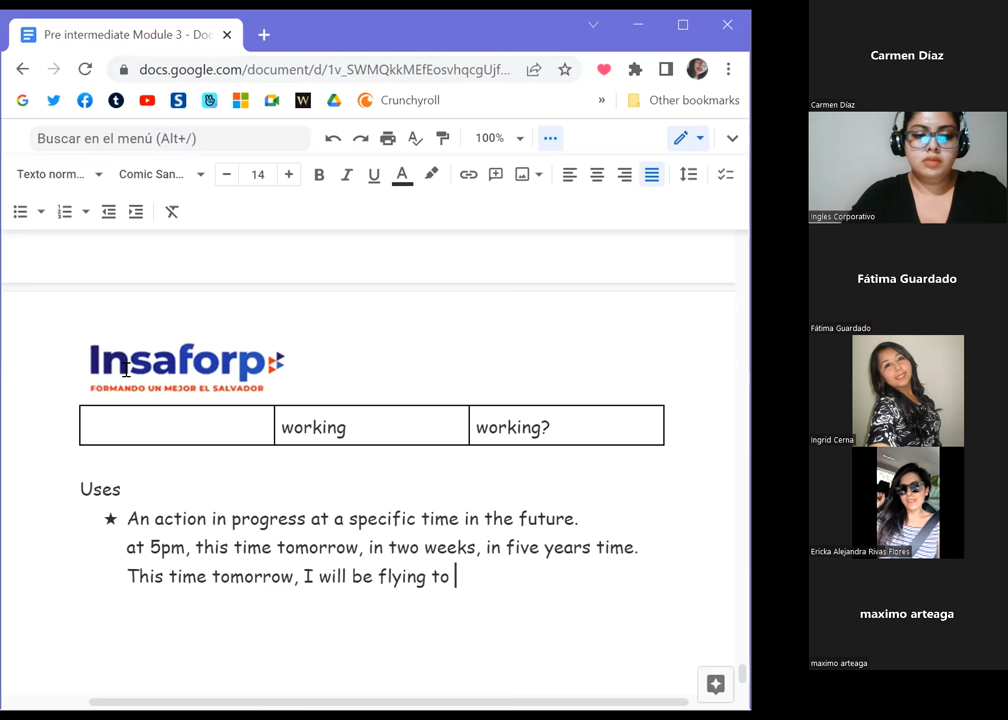 Pre intermediate Module 3 - Doc
docs.google.com/document/d/1v_SWMQkkMEfEosvhqcgUjf...
Crunchyroll
»
Other bookmarks
Buscar en el menú (Alt+/)
100%
Texto norm...
Comic San...
14
Insaforp
FORMANDO UN MEJOR EL SALVADOR
working
working?
Uses
★ An action in progress at a specific time in the future.
at 5pm, this time tomorrow, in two weeks, in five years time.
This time tomorrow, I will be flying to
Carmen Díaz
Carmen Díaz
Ingles Corporativo
Fátima Guardado
Fátima Guardado
Ingrid Cerna
Ericka Alejandra Rivas Flores
maximo arteaga
maximo arteaga